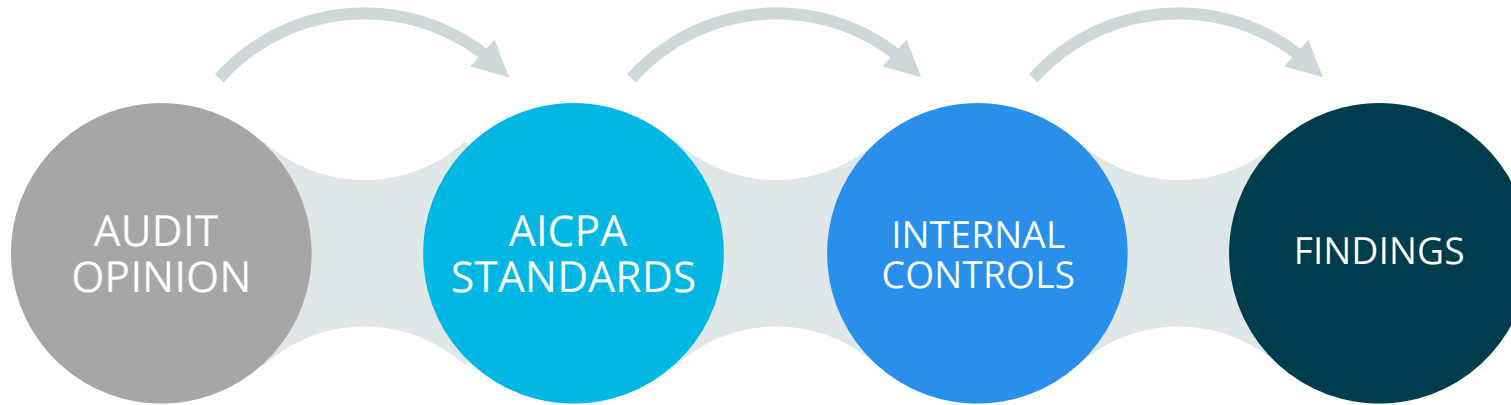 AUDIT
OPINION
AICPA
STANDARDS
INTERNAL
CONTROLS
FINDINGS